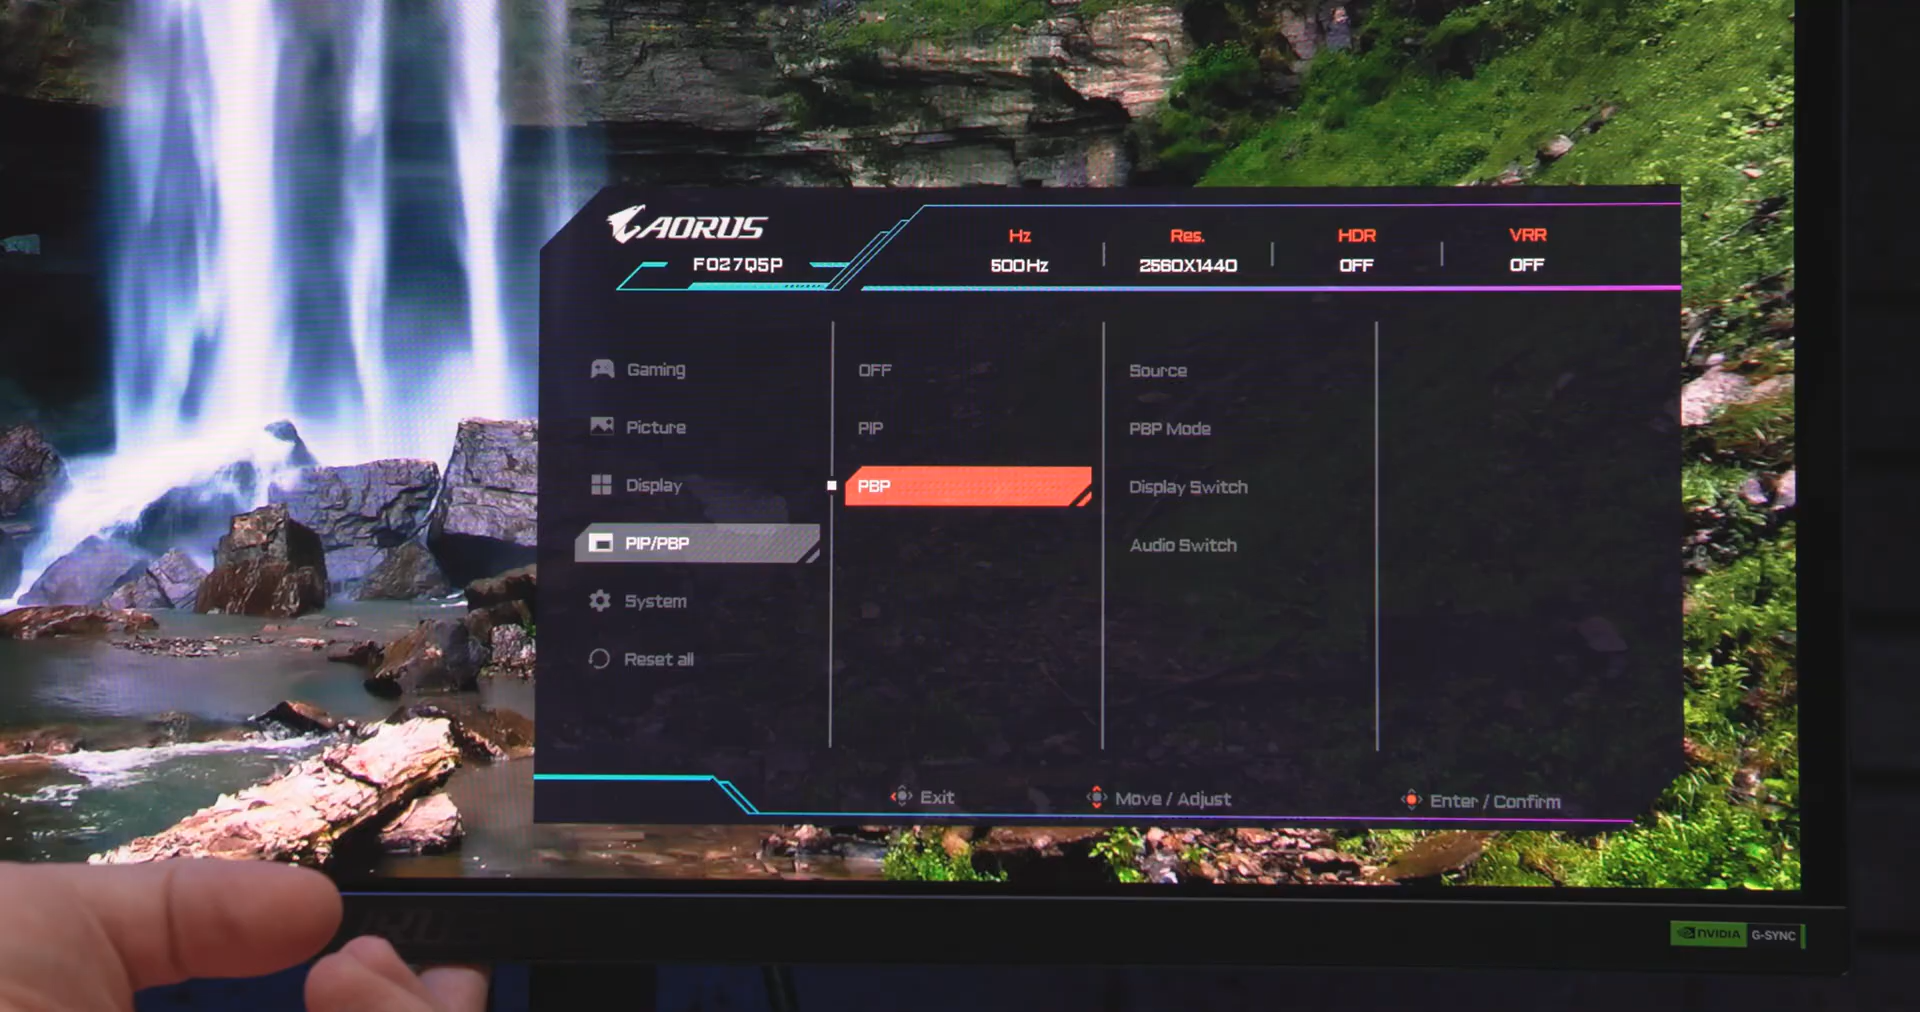 AORUS
FO27Q5P
Hz
500Hz
Res.
2560X1440
HDR
OFF
VRR
OFF
Gaming
Picture
Display
PIP/PBP
System
Reset all
OFF
PIP
PBP
Source
PBP Mode
Display Switch
Audio Switch
Exit
Move / Adjust
Enter / Confirm
NVIDIA G-SYNC